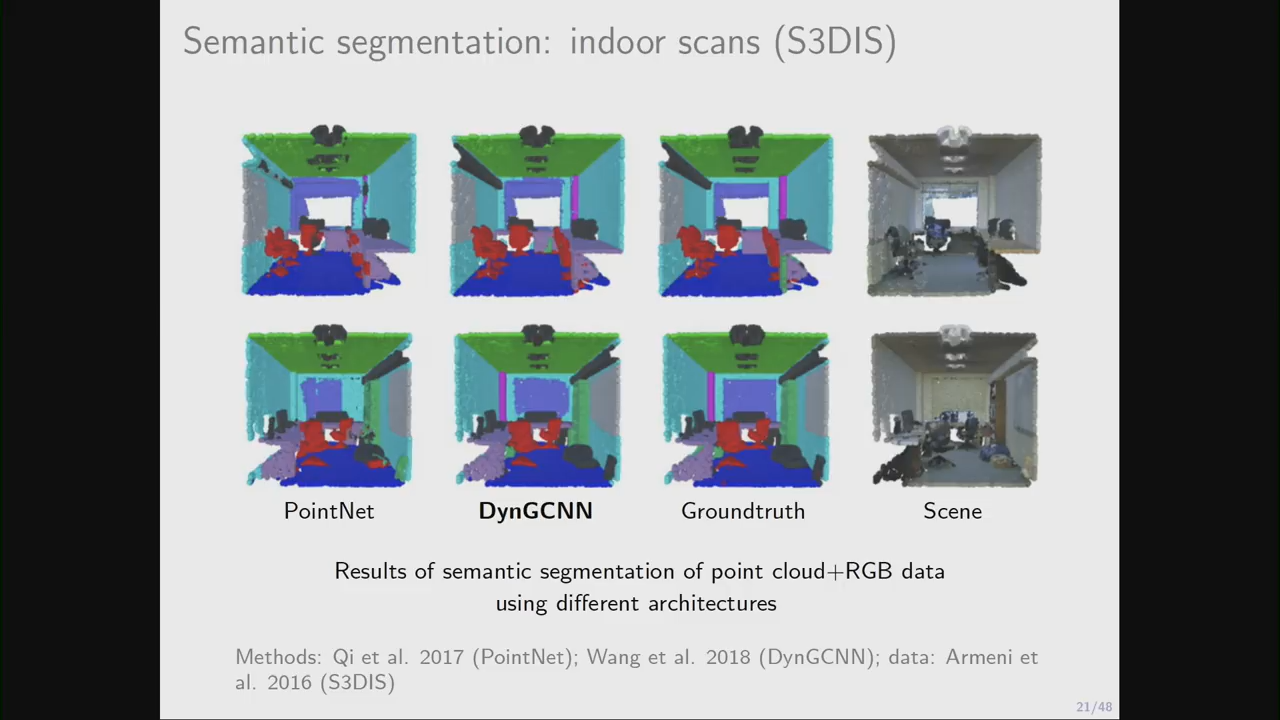 Semantic segmentation: indoor scans (S3DIS)
PointNet
DynGCNN
Groundtruth
Scene
Results of semantic segmentation of point cloud+RGB data
using different architectures
Methods: Qi et al. 2017 (PointNet); Wang et al. 2018 (DynGCNN); data: Armeni et
al. 2016 (S3DIS)
21/48